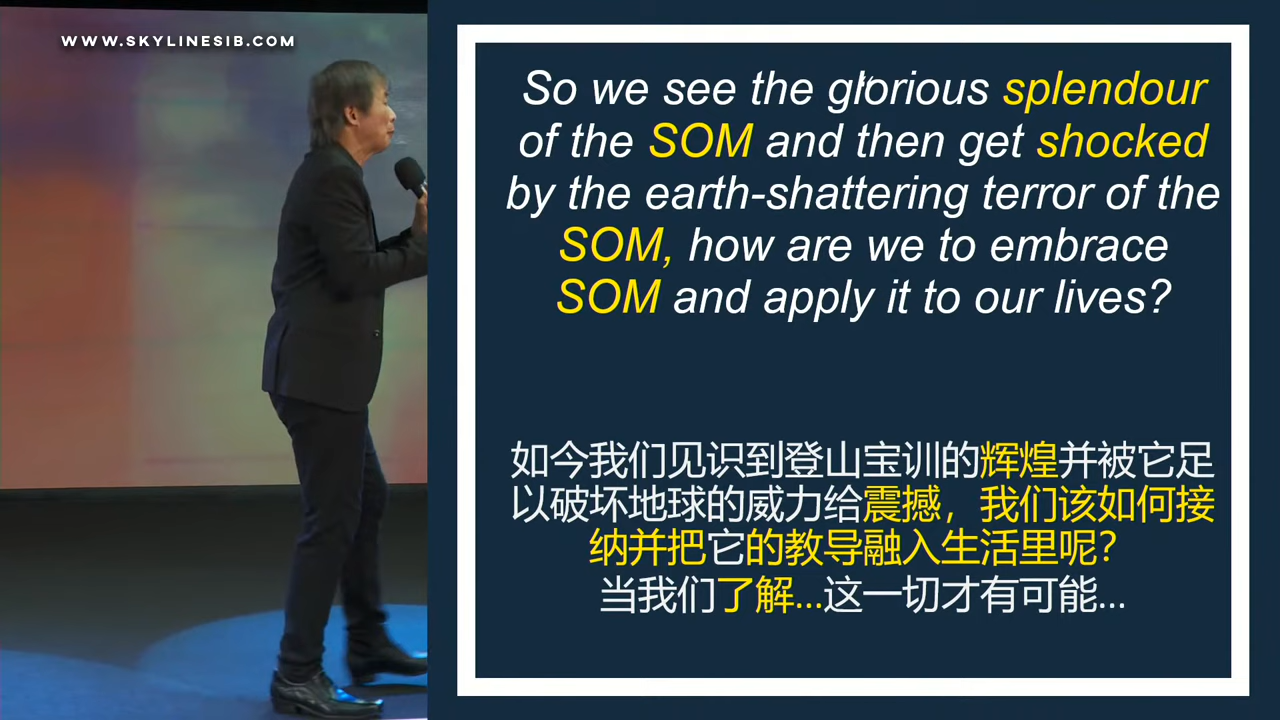 WWW.SKYLINESIB.COM
So we see the glorious splendour
of the SOM and then get shocked
by the earth-shattering terror of the
SOM, how are we to embrace
SOM and apply it to our lives?
如今我们见识到登山宝训的辉煌并被它足
以破坏地球的威力给震撼，我们该如何接
纳并把它的教导融入生活里呢？
当我们了解...这一切才有可能...